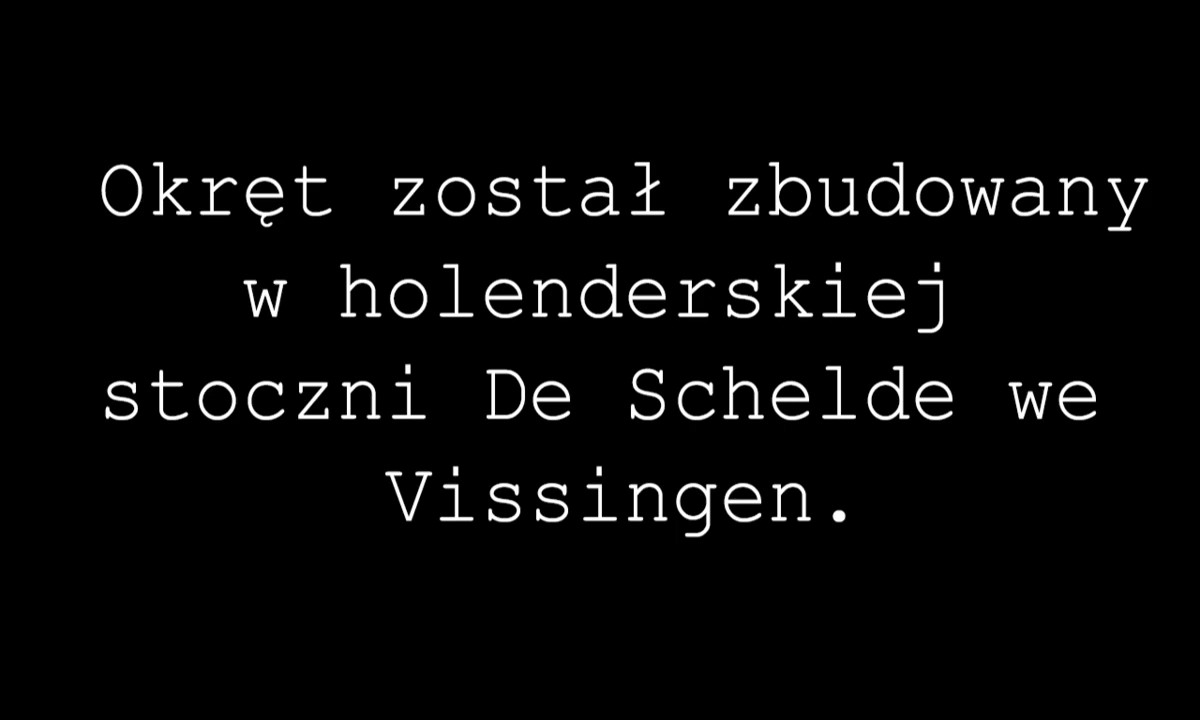 Okręt został zbudowany
w holenderskiej
stoczni De Schelde we
Vissingen.